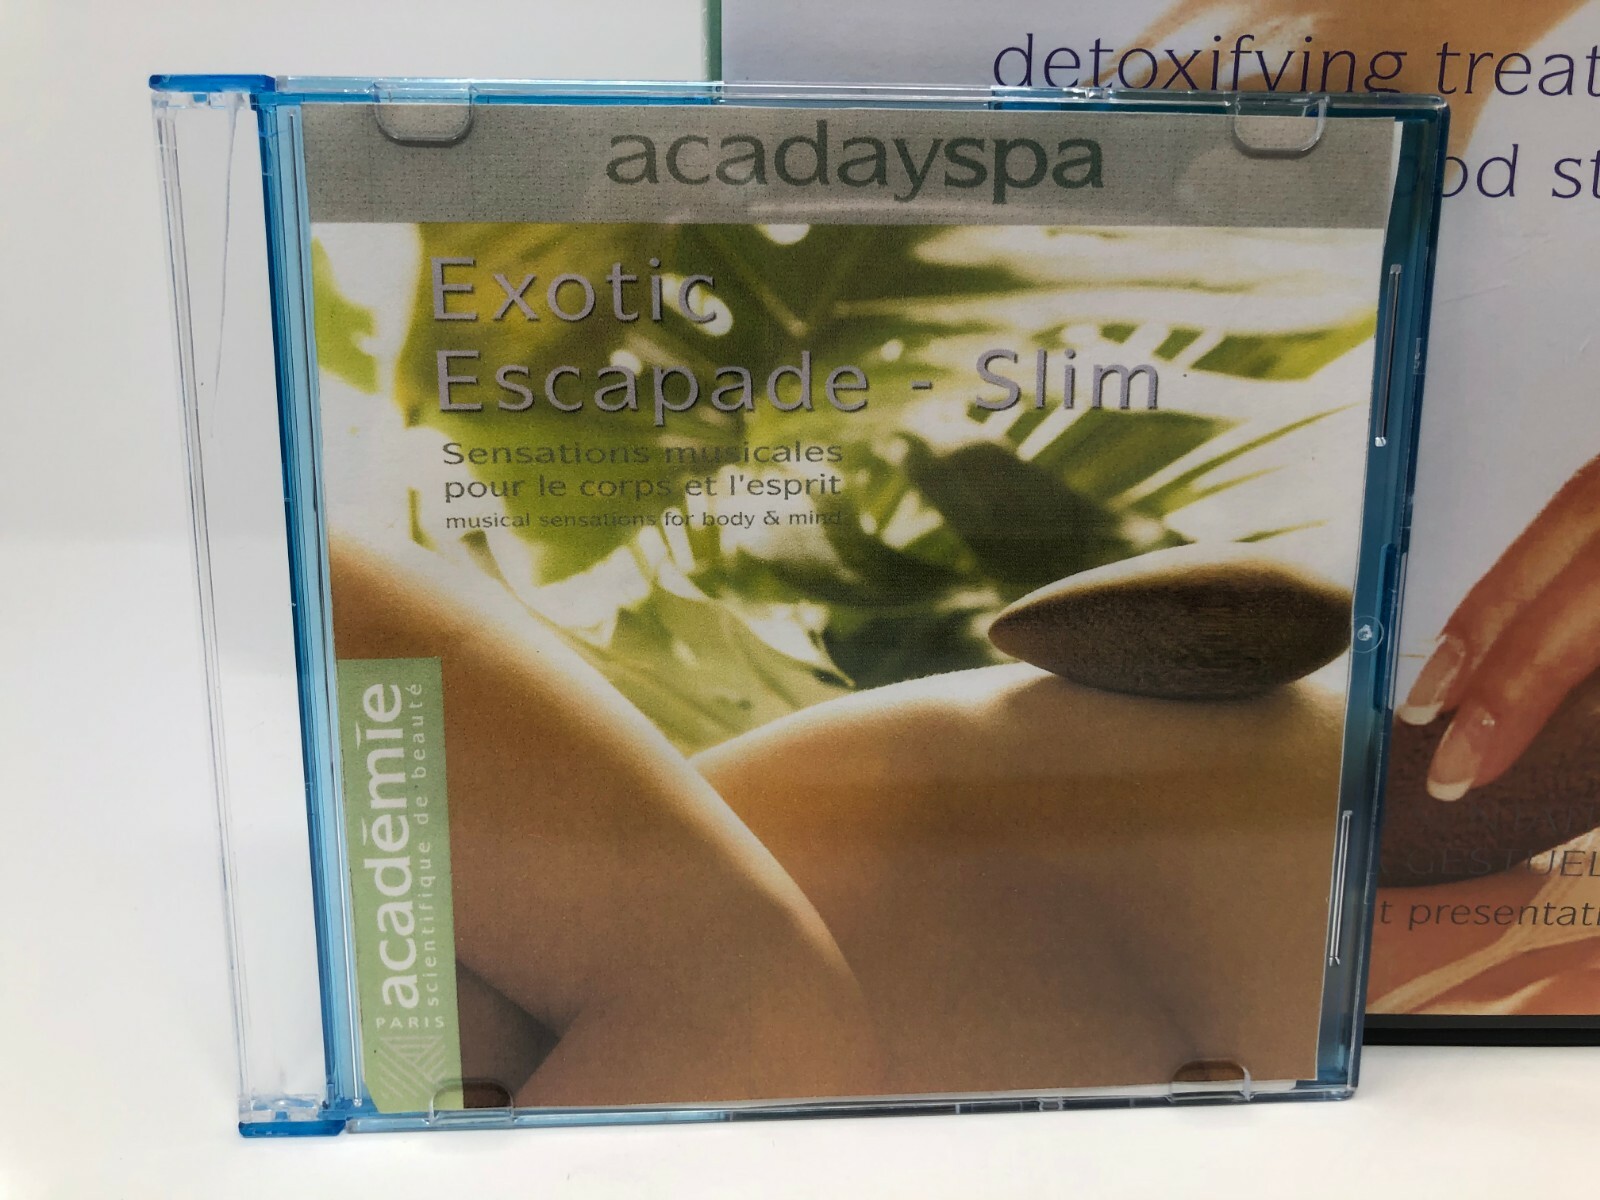 acadayspa
Exotic
Escapade - Slim
Sensations musicales
pour le corps et l'esprit
musical sensations for body & mind
académie
scientifique de beauté
PARIS
detoxifying treat
od st
GESTUEL
t presentati